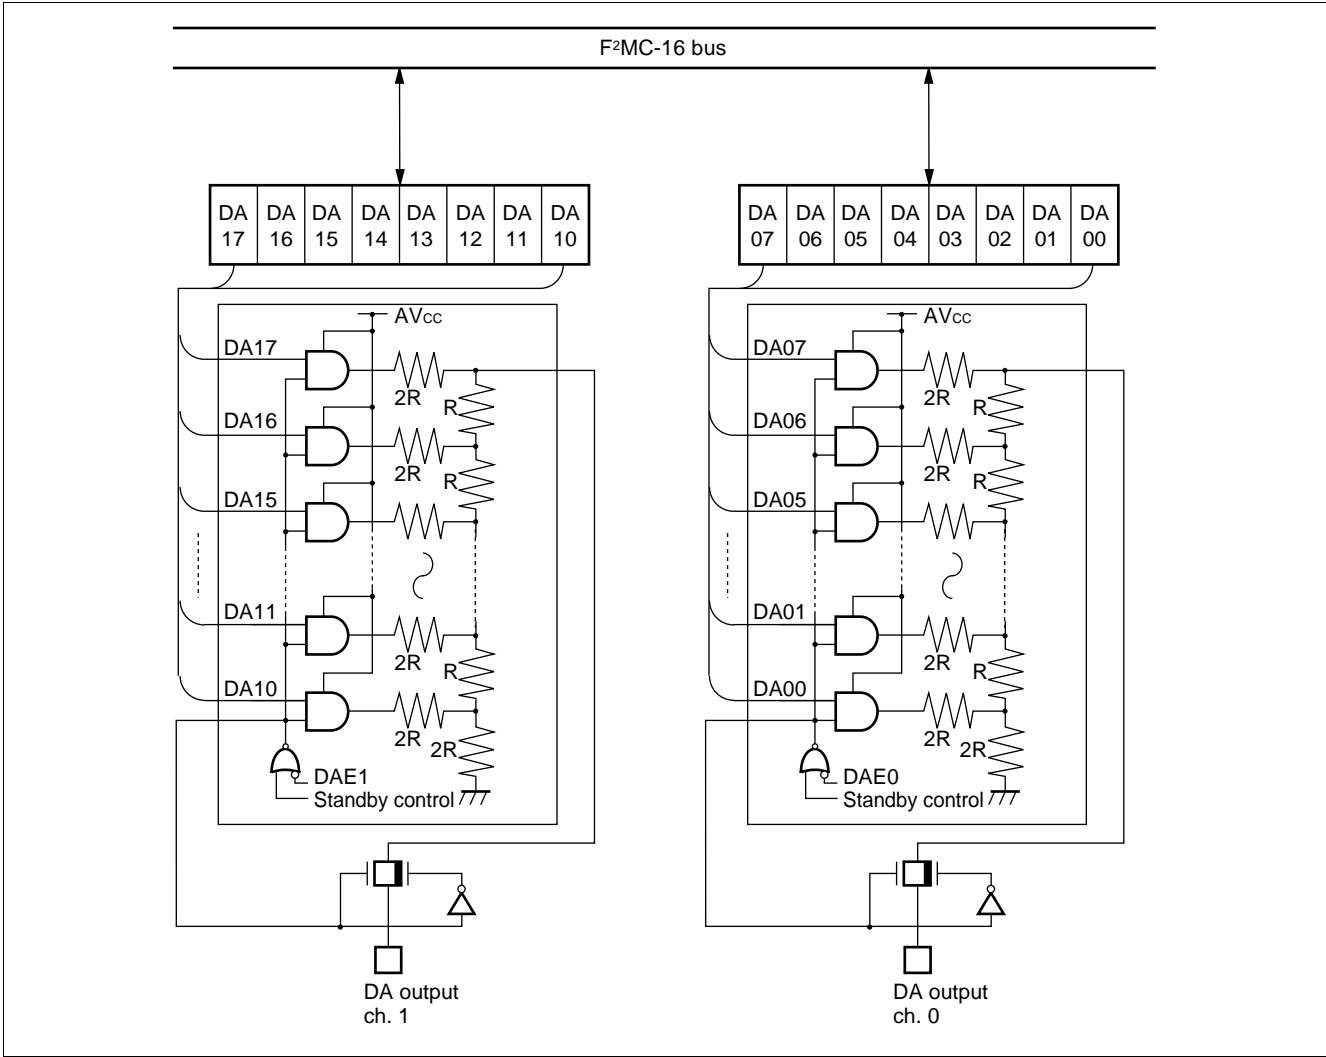 F²MC-16 bus
DA 17 DA 16 DA 15 DA 14 DA 13 DA 12 DA 11 DA 10
DA 07 DA 06 DA 05 DA 04 DA 03 DA 02 DA 01 DA 00
AVCC
DA17
2R
R
DA16
2R
R
DA15
DA11
2R
R
DA10
2R
2R
DAE1
Standby control
DA output
ch. 1
AVCC
DA07
2R
R
DA06
2R
R
DA05
DA01
2R
R
DA00
2R
2R
DAE0
Standby control
DA output
ch. 0